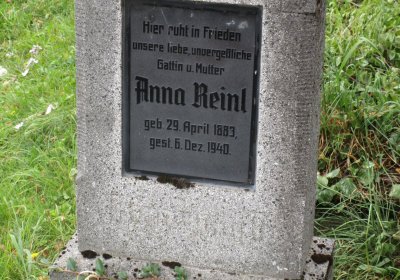 Hier ruht in Frieden
unsere liebe, unvergeßliche
Gattin u. Mutter
Anna Reinl
geb. 29. April 1883,
gest. 6. Dez. 1940.